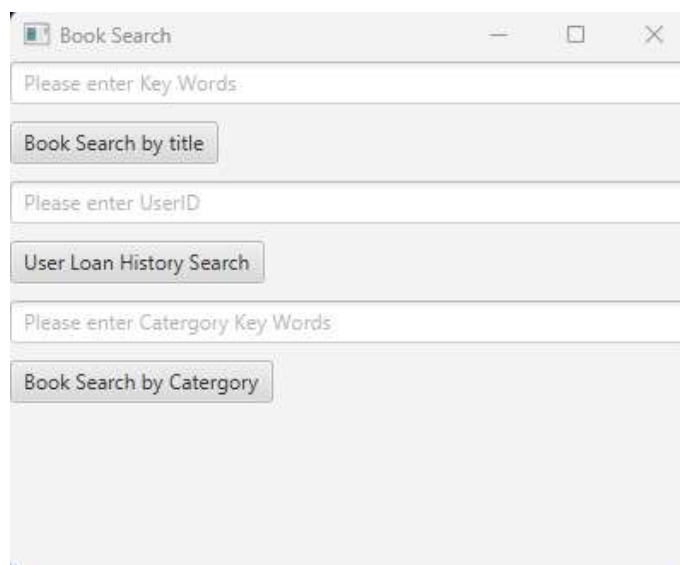 Book Search
Please enter Key Words
Book Search by title
Please enter UserID
User Loan History Search
Please enter Catergory Key Words
Book Search by Catergory